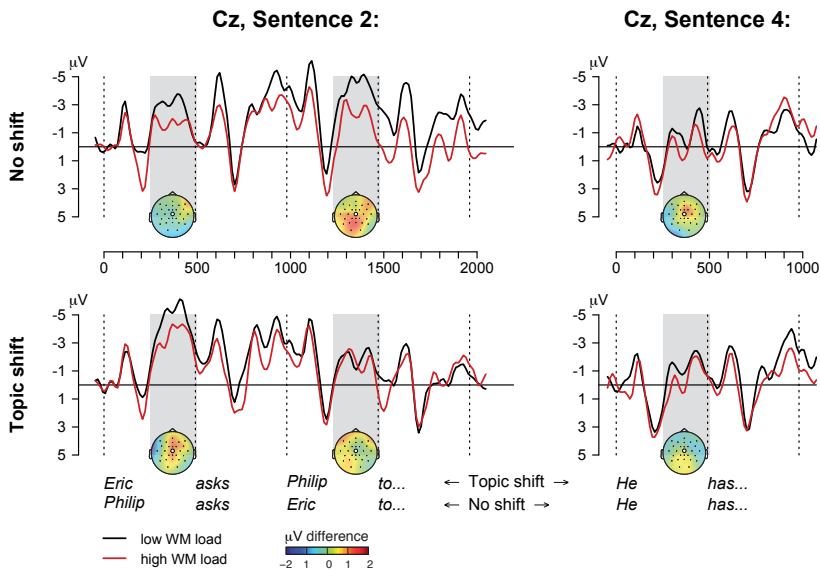 Cz, Sentence 2:
Cz, Sentence 4:
No shift
μV
-5
-3
-1
1
3
5
μV
-5
-3
-1
1
3
5
0 500 1000 1500 2000
0 500 1000
Topic shift
μV
-5
-3
-1
1
3
5
μV
-5
-3
-1
1
3
5
Eric asks Philip to... ← Topic shift → He has...
Philip asks Eric to... ← No shift → He has...
low WM load
high WM load
μV difference
−2 1 0 1 2